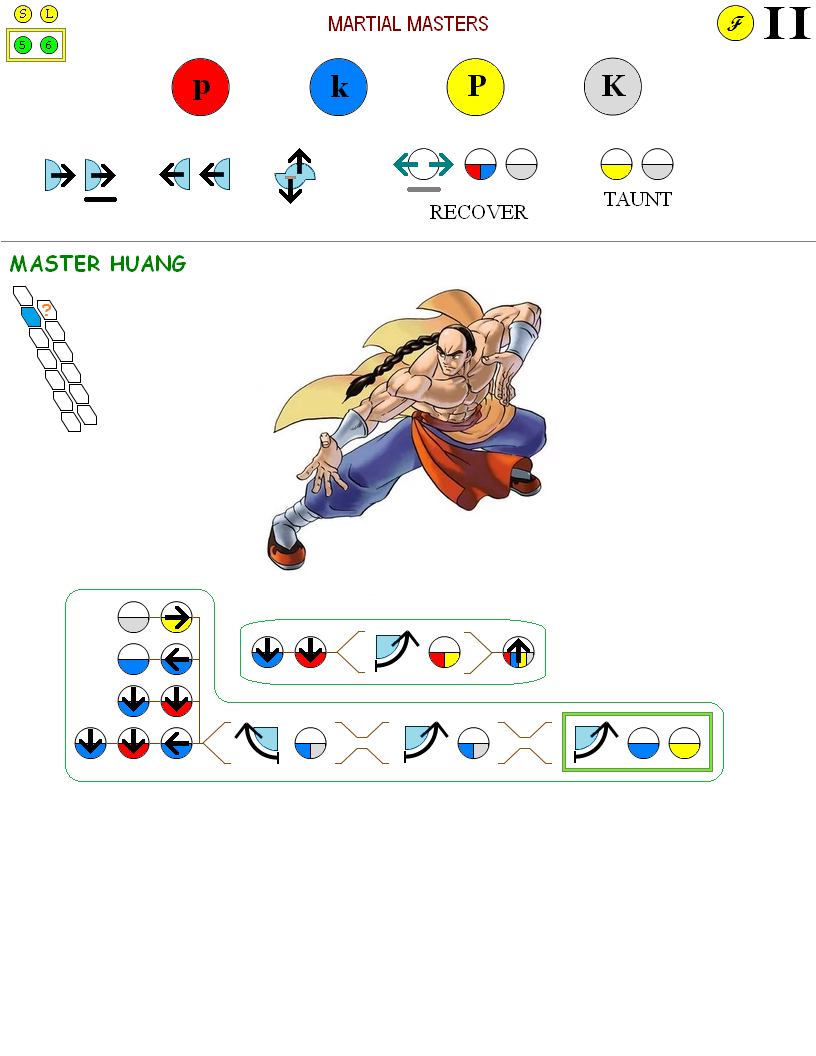 S L
MARTIAL MASTERS
F II
5 6
p k P K
RECOVER
TAUNT
MASTER HUANG
?